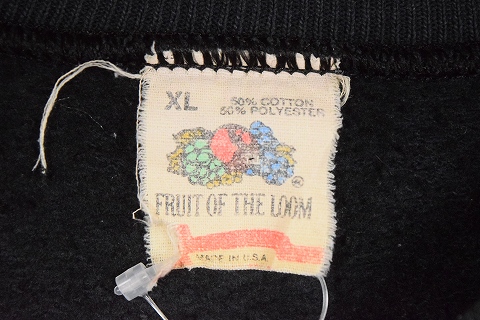 XL
50% COTTON
50% POLYESTER
®
FRUIT OF THE LOOM
MADE IN U.S.A.